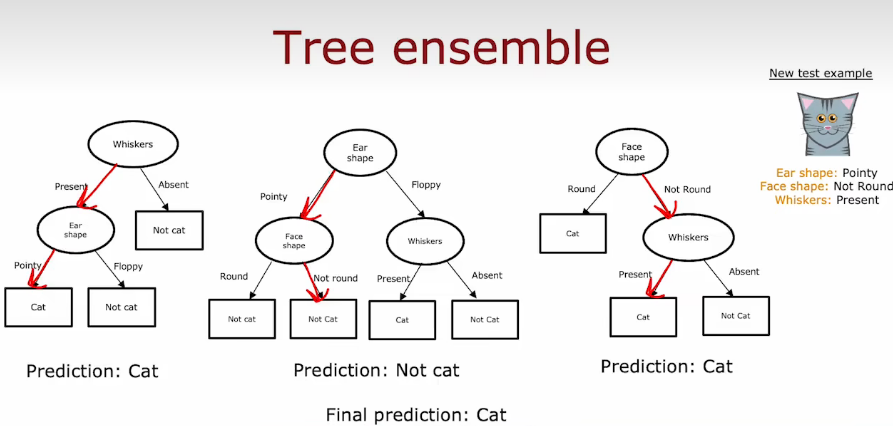 Tree ensemble
New test example
Ear shape: Pointy
Face shape: Not Round
Whiskers: Present
Whiskers
Present
Absent
Ear
shape
Not cat
Pointy
Floppy
Cat
Not cat
Prediction: Cat
Ear
shape
Pointy
Floppy
Face
shape
Whiskers
Round
Not round
Present
Absent
Not cat
Not Cat
Cat
Not Cat
Prediction: Not cat
Face
shape
Round
Not Round
Cat
Whiskers
Present
Absent
Cat
Not Cat
Prediction: Cat
Final prediction: Cat